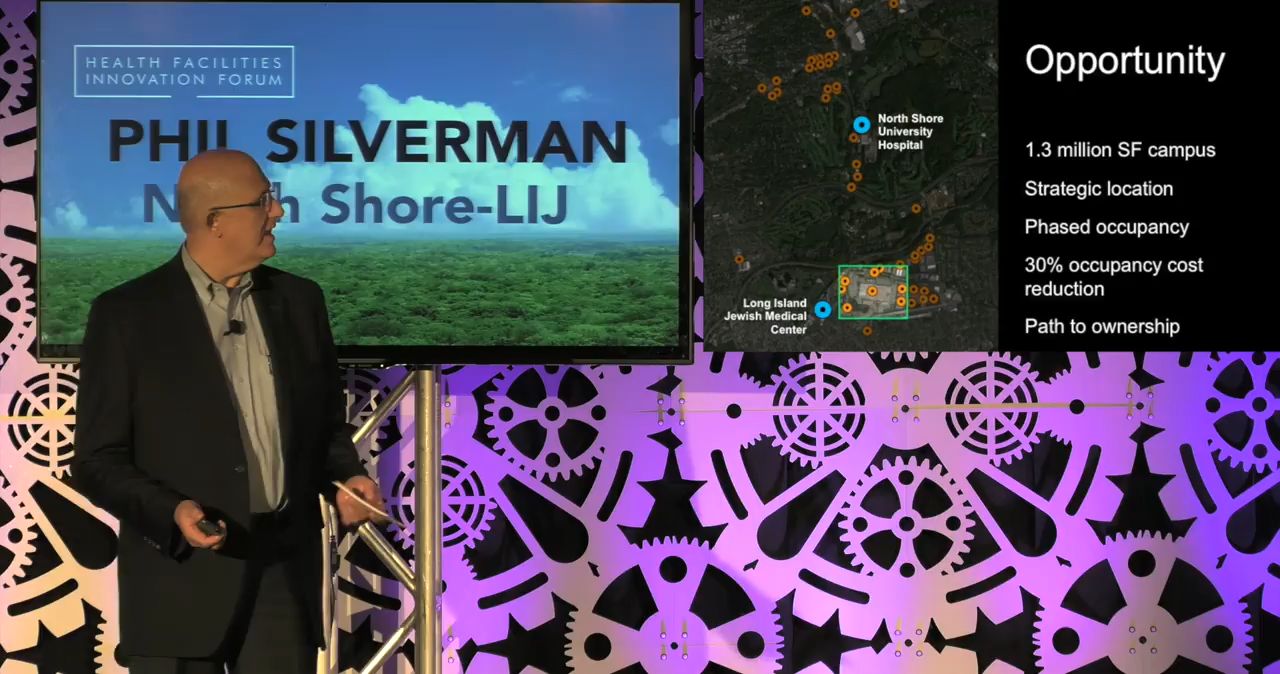 HEALTH FACILITIES
INNOVATION FORUM
PHIL SILVERMAN
North Shore-LIJ
North Shore
University
Hospital
Long Island
Jewish Medical
Center
Opportunity
1.3 million SF campus
Strategic location
Phased occupancy
30% occupancy cost
reduction
Path to ownership